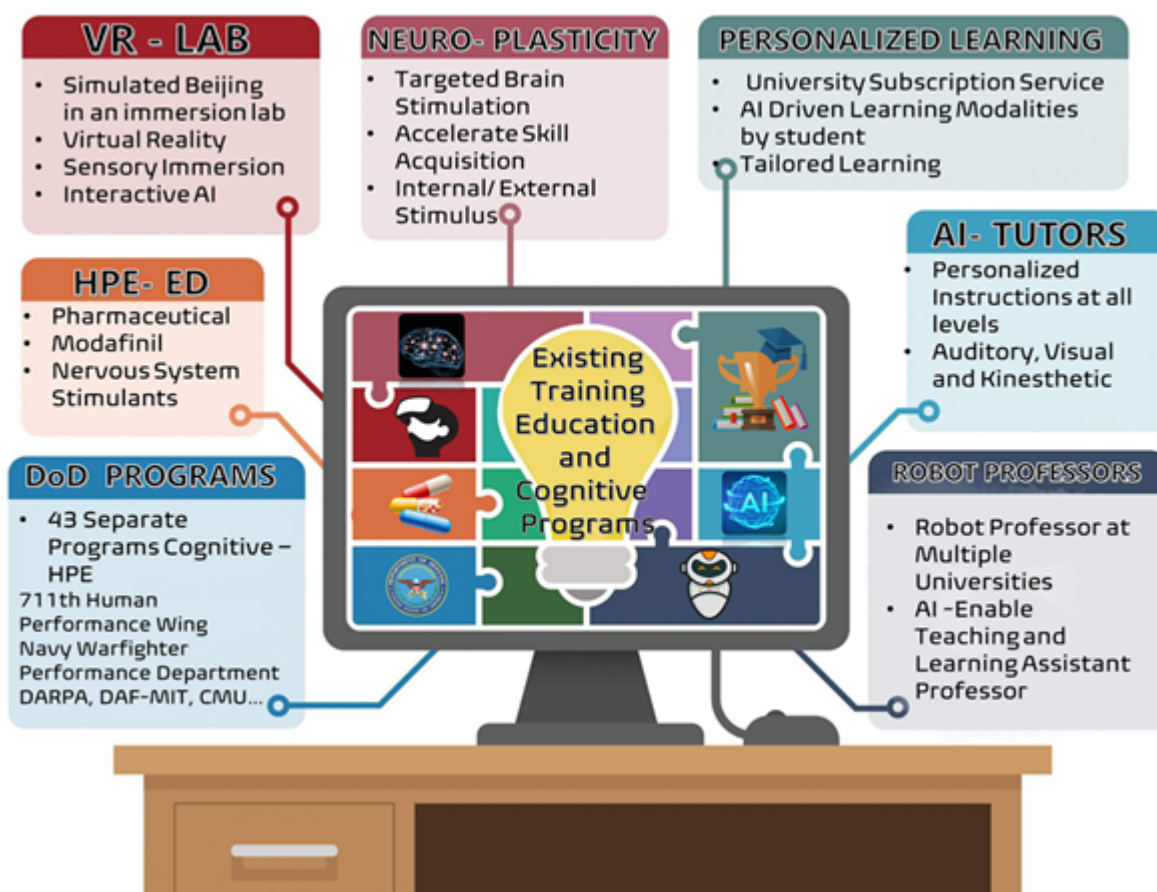 VR - LAB
• Simulated Beijing
in an immersion lab
• Virtual Reality
• Sensory Immersion
• Interactive AI
NEURO- PLASTICITY
• Targeted Brain
Stimulation
• Accelerate Skill
Acquisition
• Internal/ External
Stimulus
PERSONALIZED LEARNING
• University Subscription Service
• AI Driven Learning Modalities
by student
• Tailored Learning
HPE- ED
• Pharmaceutical
• Modafinil
• Nervous System
Stimulants
AI- TUTORS
• Personalized
Instructions at all
levels
• Auditory, Visual
and Kinesthetic
DoD PROGRAMS
• 43 Separate
Programs Cognitive –
HPE
711th Human
Performance Wing
Navy Warfighter
Performance Department
DARPA, DAF-MIT, CMU...
ROBOT PROFESSORS
• Robot Professor at
Multiple
Universities
• AI -Enable
Teaching and
Learning Assistant
Professor
Existing
Training
Education
and
Cognitive
Programs
AI